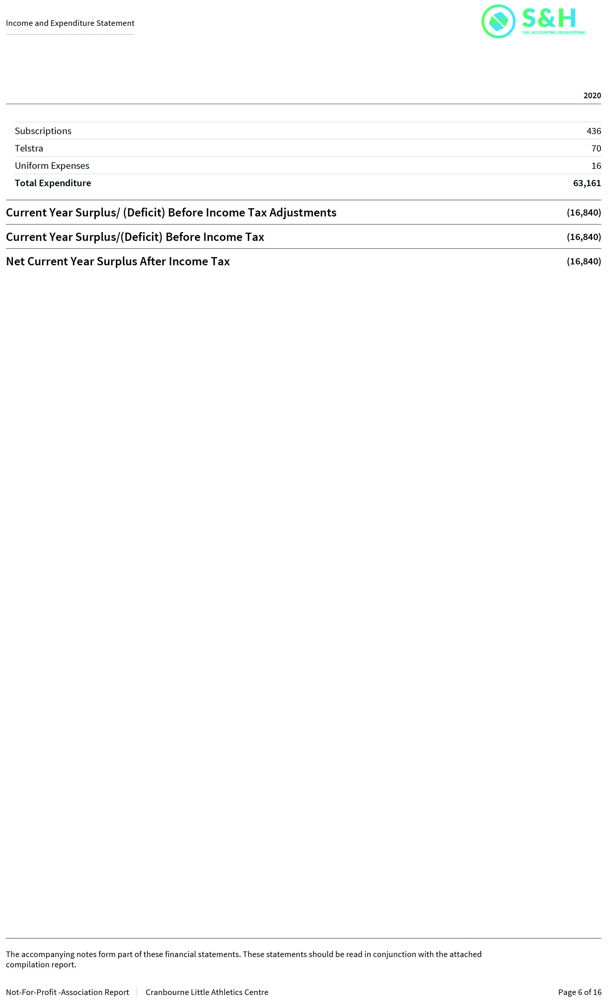 Income and Expenditure Statement
S&H
TAX | ACCOUNTING | BOOKKEEPING
2020
Subscriptions 436
Telstra 70
Uniform Expenses 16
Total Expenditure 63,161
Current Year Surplus/ (Deficit) Before Income Tax Adjustments (16,840)
Current Year Surplus/(Deficit) Before Income Tax (16,840)
Net Current Year Surplus After Income Tax (16,840)
The accompanying notes form part of these financial statements. These statements should be read in conjunction with the attached
compilation report.
Not-For-Profit -Association Report | Cranbourne Little Athletics Centre Page 6 of 16